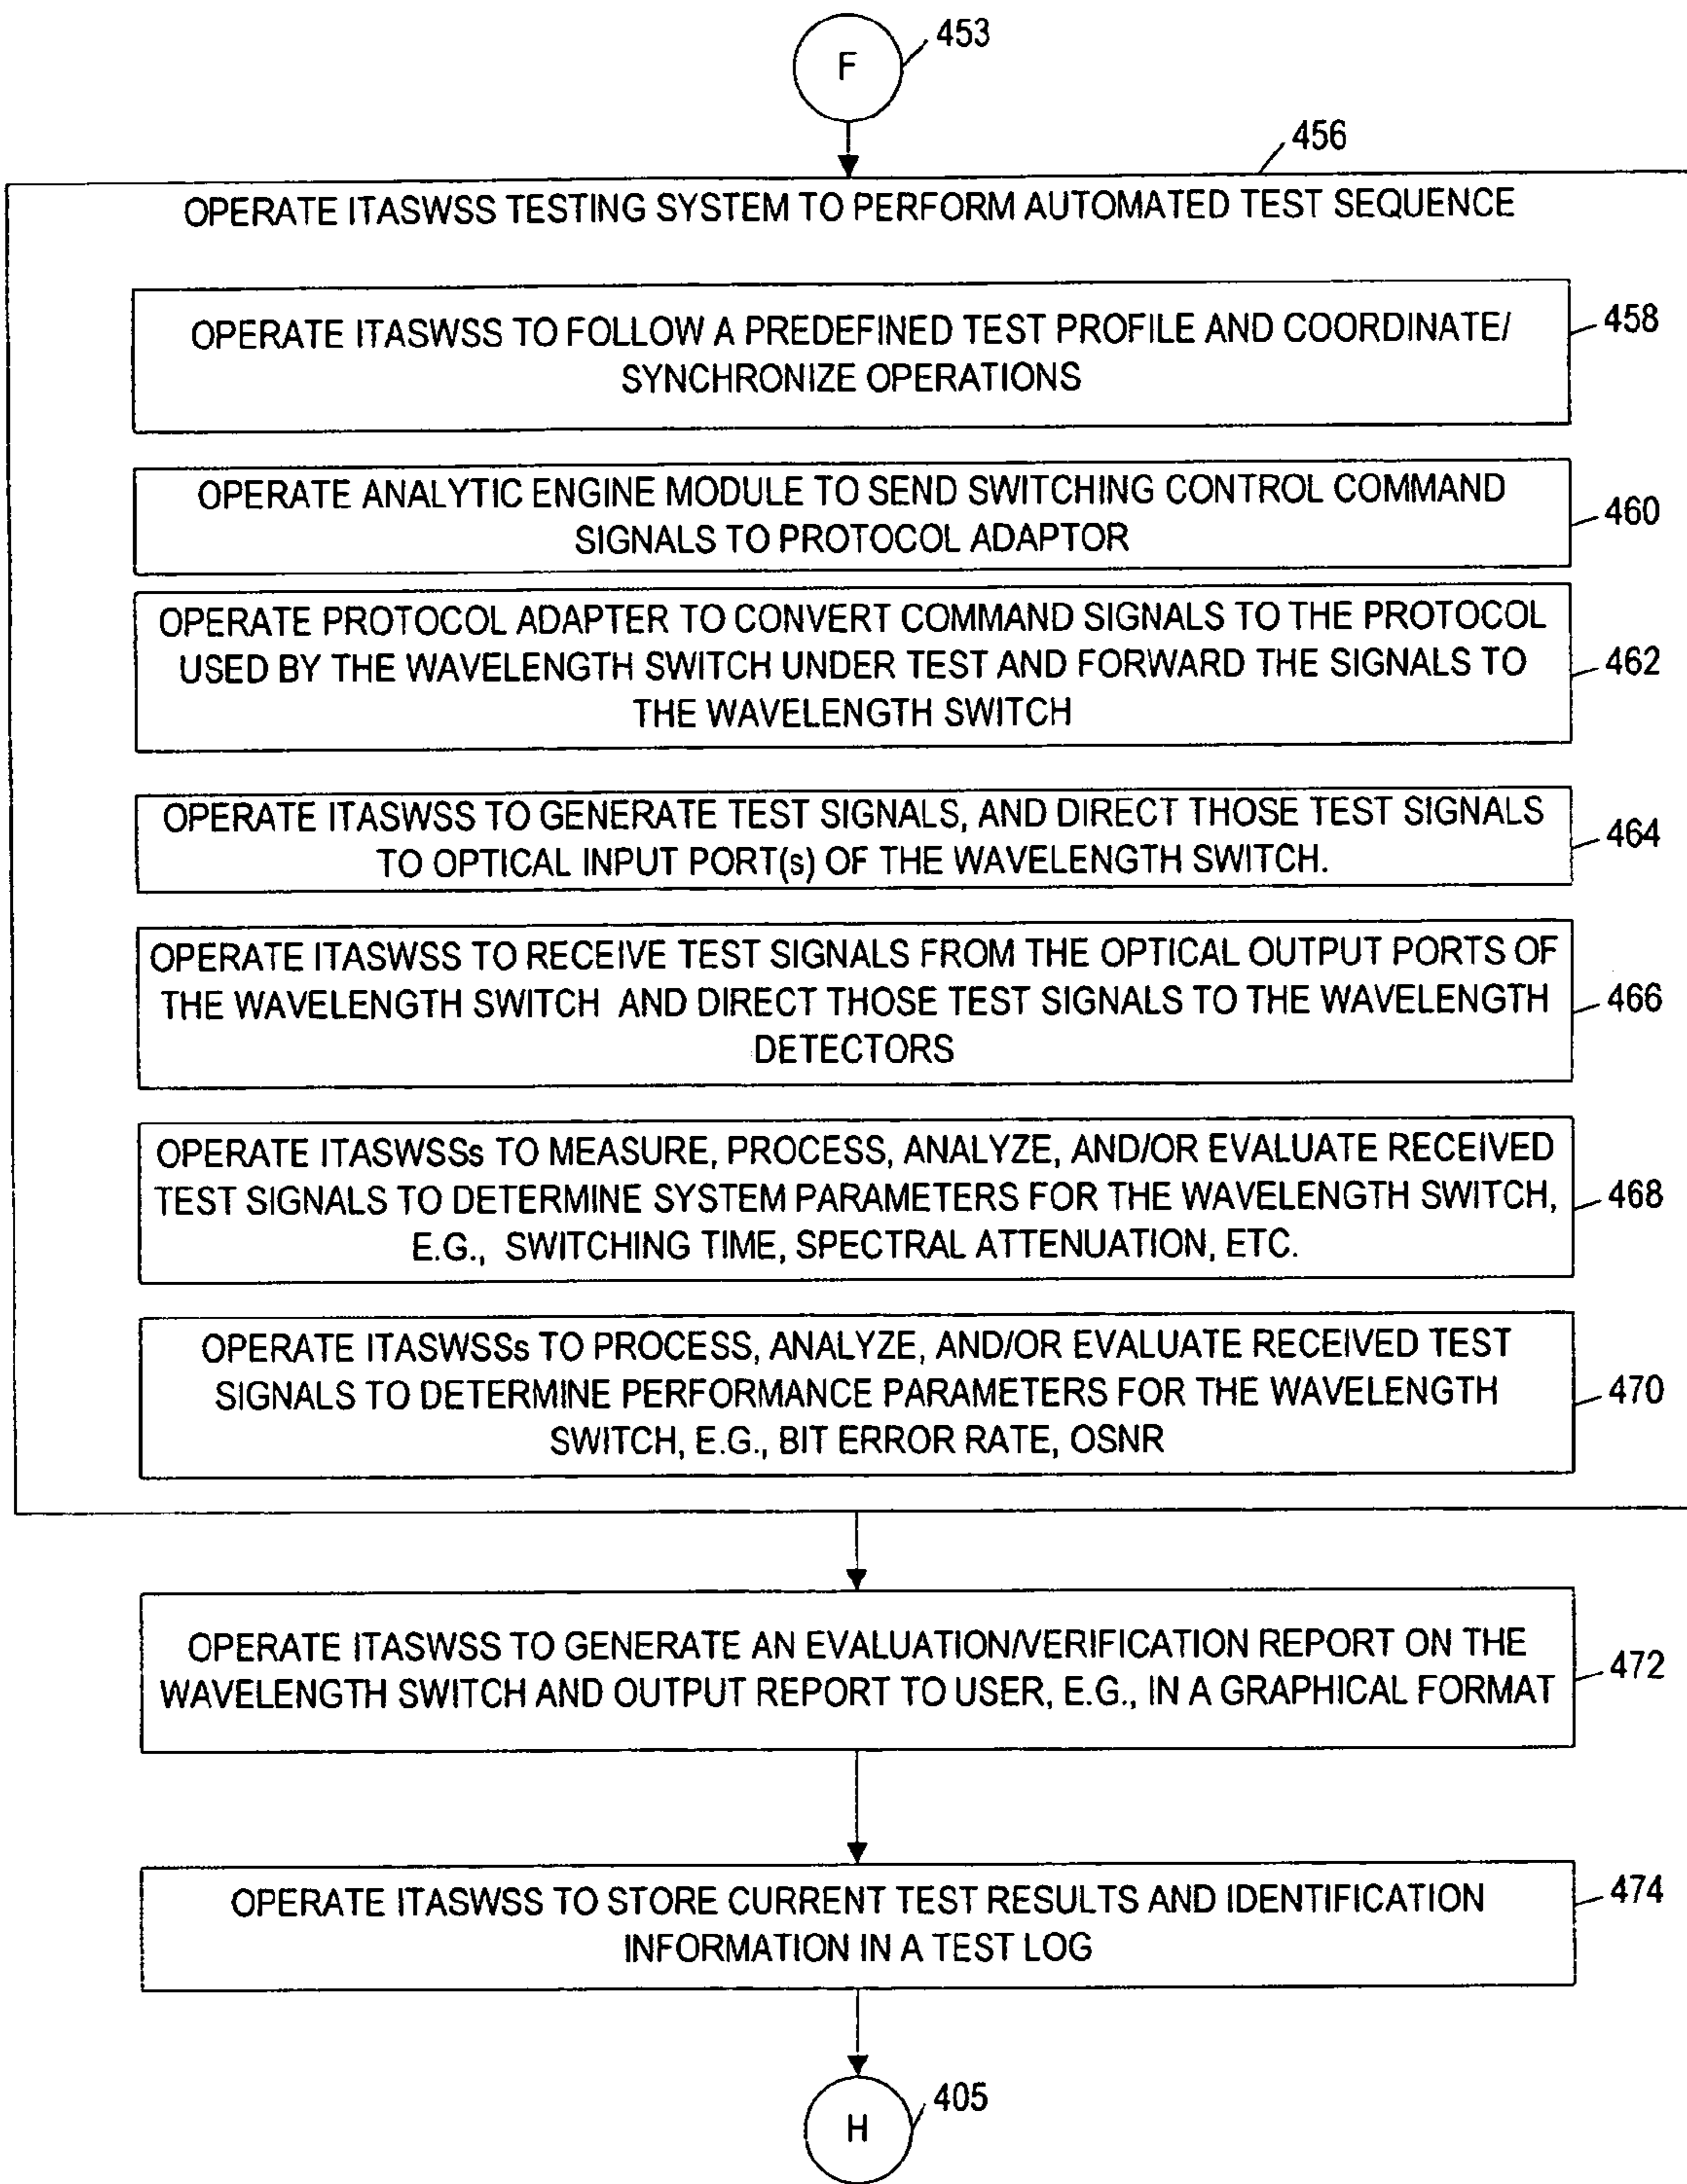 F
453
456
OPERATE ITASWSS TESTING SYSTEM TO PERFORM AUTOMATED TEST SEQUENCE
OPERATE ITASWSS TO FOLLOW A PREDEFINED TEST PROFILE AND COORDINATE/
SYNCHRONIZE OPERATIONS
458
OPERATE ANALYTIC ENGINE MODULE TO SEND SWITCHING CONTROL COMMAND
SIGNALS TO PROTOCOL ADAPTOR
460
OPERATE PROTOCOL ADAPTER TO CONVERT COMMAND SIGNALS TO THE PROTOCOL
USED BY THE WAVELENGTH SWITCH UNDER TEST AND FORWARD THE SIGNALS TO
THE WAVELENGTH SWITCH
462
OPERATE ITASWSS TO GENERATE TEST SIGNALS, AND DIRECT THOSE TEST SIGNALS
TO OPTICAL INPUT PORT(s) OF THE WAVELENGTH SWITCH.
464
OPERATE ITASWSS TO RECEIVE TEST SIGNALS FROM THE OPTICAL OUTPUT PORTS OF
THE WAVELENGTH SWITCH AND DIRECT THOSE TEST SIGNALS TO THE WAVELENGTH
DETECTORS
466
OPERATE ITASWSSs TO MEASURE, PROCESS, ANALYZE, AND/OR EVALUATE RECEIVED
TEST SIGNALS TO DETERMINE SYSTEM PARAMETERS FOR THE WAVELENGTH SWITCH,
E.G., SWITCHING TIME, SPECTRAL ATTENUATION, ETC.
468
OPERATE ITASWSSs TO PROCESS, ANALYZE, AND/OR EVALUATE RECEIVED TEST
SIGNALS TO DETERMINE PERFORMANCE PARAMETERS FOR THE WAVELENGTH
SWITCH, E.G., BIT ERROR RATE, OSNR
470
OPERATE ITASWSS TO GENERATE AN EVALUATION/VERIFICATION REPORT ON THE
WAVELENGTH SWITCH AND OUTPUT REPORT TO USER, E.G., IN A GRAPHICAL FORMAT
472
OPERATE ITASWSS TO STORE CURRENT TEST RESULTS AND IDENTIFICATION
INFORMATION IN A TEST LOG
474
H
405